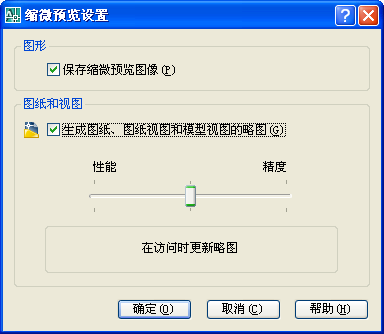 缩微预览设置
图形
保存缩微预览图像(P)
图纸和视图
生成图纸、图纸视图和模型视图的略图(G)
性能 精度
在访问时更新略图
确定(O) 取消(C) 帮助(H)